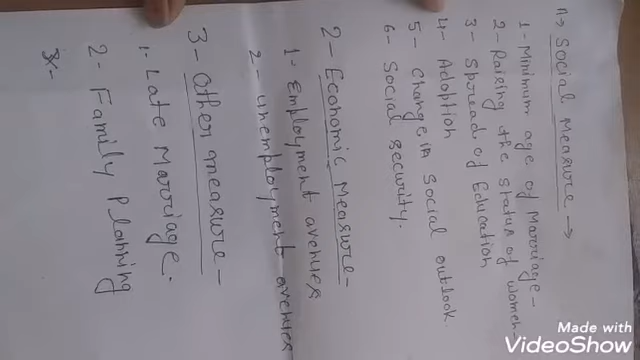 1⇒ Social Measure →
1 - Minimum age of Marriage -
2 - Raising the status of women -
3 - Spread of Education
4 - Adoption
5 - Change in Social outlook
6 - Social Security.
2 - Economic Measure -
1 - Employment avenues
2 - unemployment avenues
3 - Other measure -
1. Late Marriage.
2 - Family Planning
3 -
Made with
VideoShow